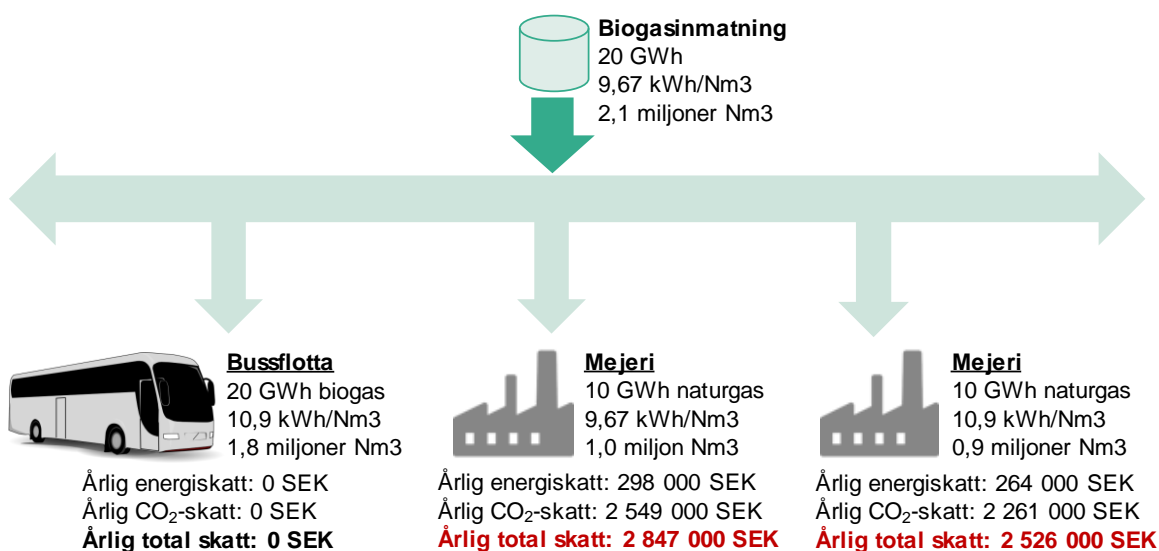 Biogasinmatning
20 GWh
9,67 kWh/Nm3
2,1 miljoner Nm3
Bussflotta
20 GWh biogas
10,9 kWh/Nm3
1,8 miljoner Nm3
Årlig energiskatt: 0 SEK
Årlig CO₂-skatt: 0 SEK
Årlig total skatt: 0 SEK
Mejeri
10 GWh naturgas
9,67 kWh/Nm3
1,0 miljon Nm3
Årlig energiskatt: 298 000 SEK
Årlig CO₂-skatt: 2 549 000 SEK
Årlig total skatt: 2 847 000 SEK
Mejeri
10 GWh naturgas
10,9 kWh/Nm3
0,9 miljoner Nm3
Årlig energiskatt: 264 000 SEK
Årlig CO₂-skatt: 2 261 000 SEK
Årlig total skatt: 2 526 000 SEK